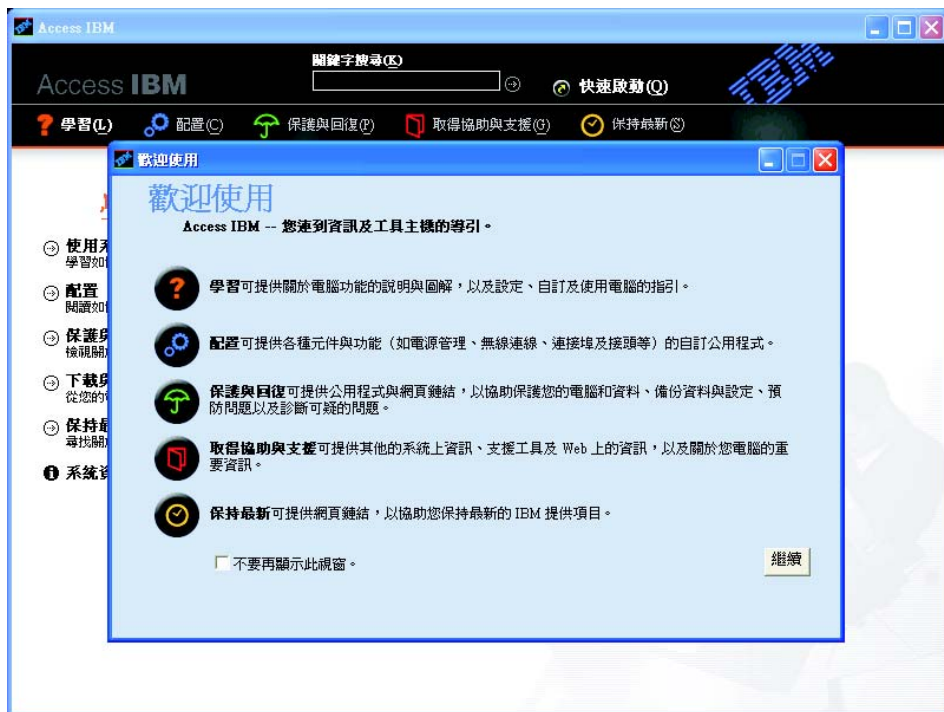 Access IBM
關鍵字搜尋(K)
Access IBM
快速啟動(Q)
IBM
學習(L)
配置(C)
保護與回復(P)
取得協助與支援(G)
保持最新(S)
歡迎使用
歡迎使用
Access IBM -- 您連到資訊及工具主機的導引。
學習可提供關於電腦功能的說明與圖解，以及設定、自訂及使用電腦的指引。
配置可提供各種元件與功能（如電源管理、無線連線、連接埠及接頭等）的自訂公用程式。
保護與回復可提供公用程式與網頁鏈結，以協助保護您的電腦和資料、備份資料與設定、預
防問題以及診斷可疑的問題。
取得協助與支援可提供其他的系統上資訊、支援工具及 Web 上的資訊，以及關於您電腦的重
要資訊。
保持最新可提供網頁鏈結，以協助您保持最新的 IBM 提供項目。
不要再顯示此視窗。
繼續
使用系
學習如
配置
閱讀如
保護與
檢視關
下載與
從您的
保持最
尋找關
系統資